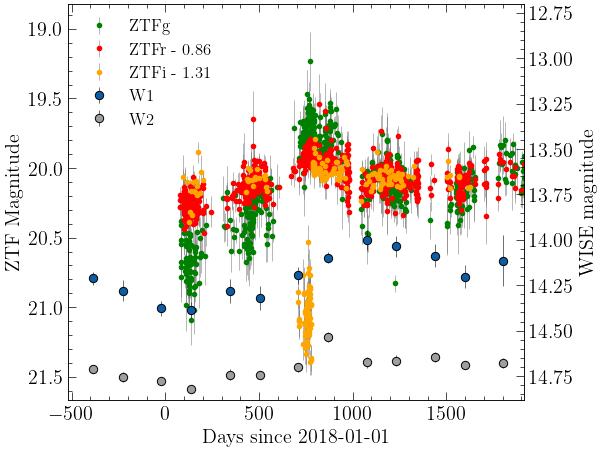 ZTFg
ZTFr - 0.86
ZTFi - 1.31
W1
W2
ZTF Magnitude
19.0
19.5
20.0
20.5
21.0
21.5
WISE magnitude
12.75
13.00
13.25
13.50
13.75
14.00
14.25
14.50
14.75
−500
0
500
1000
1500
Days since 2018-01-01